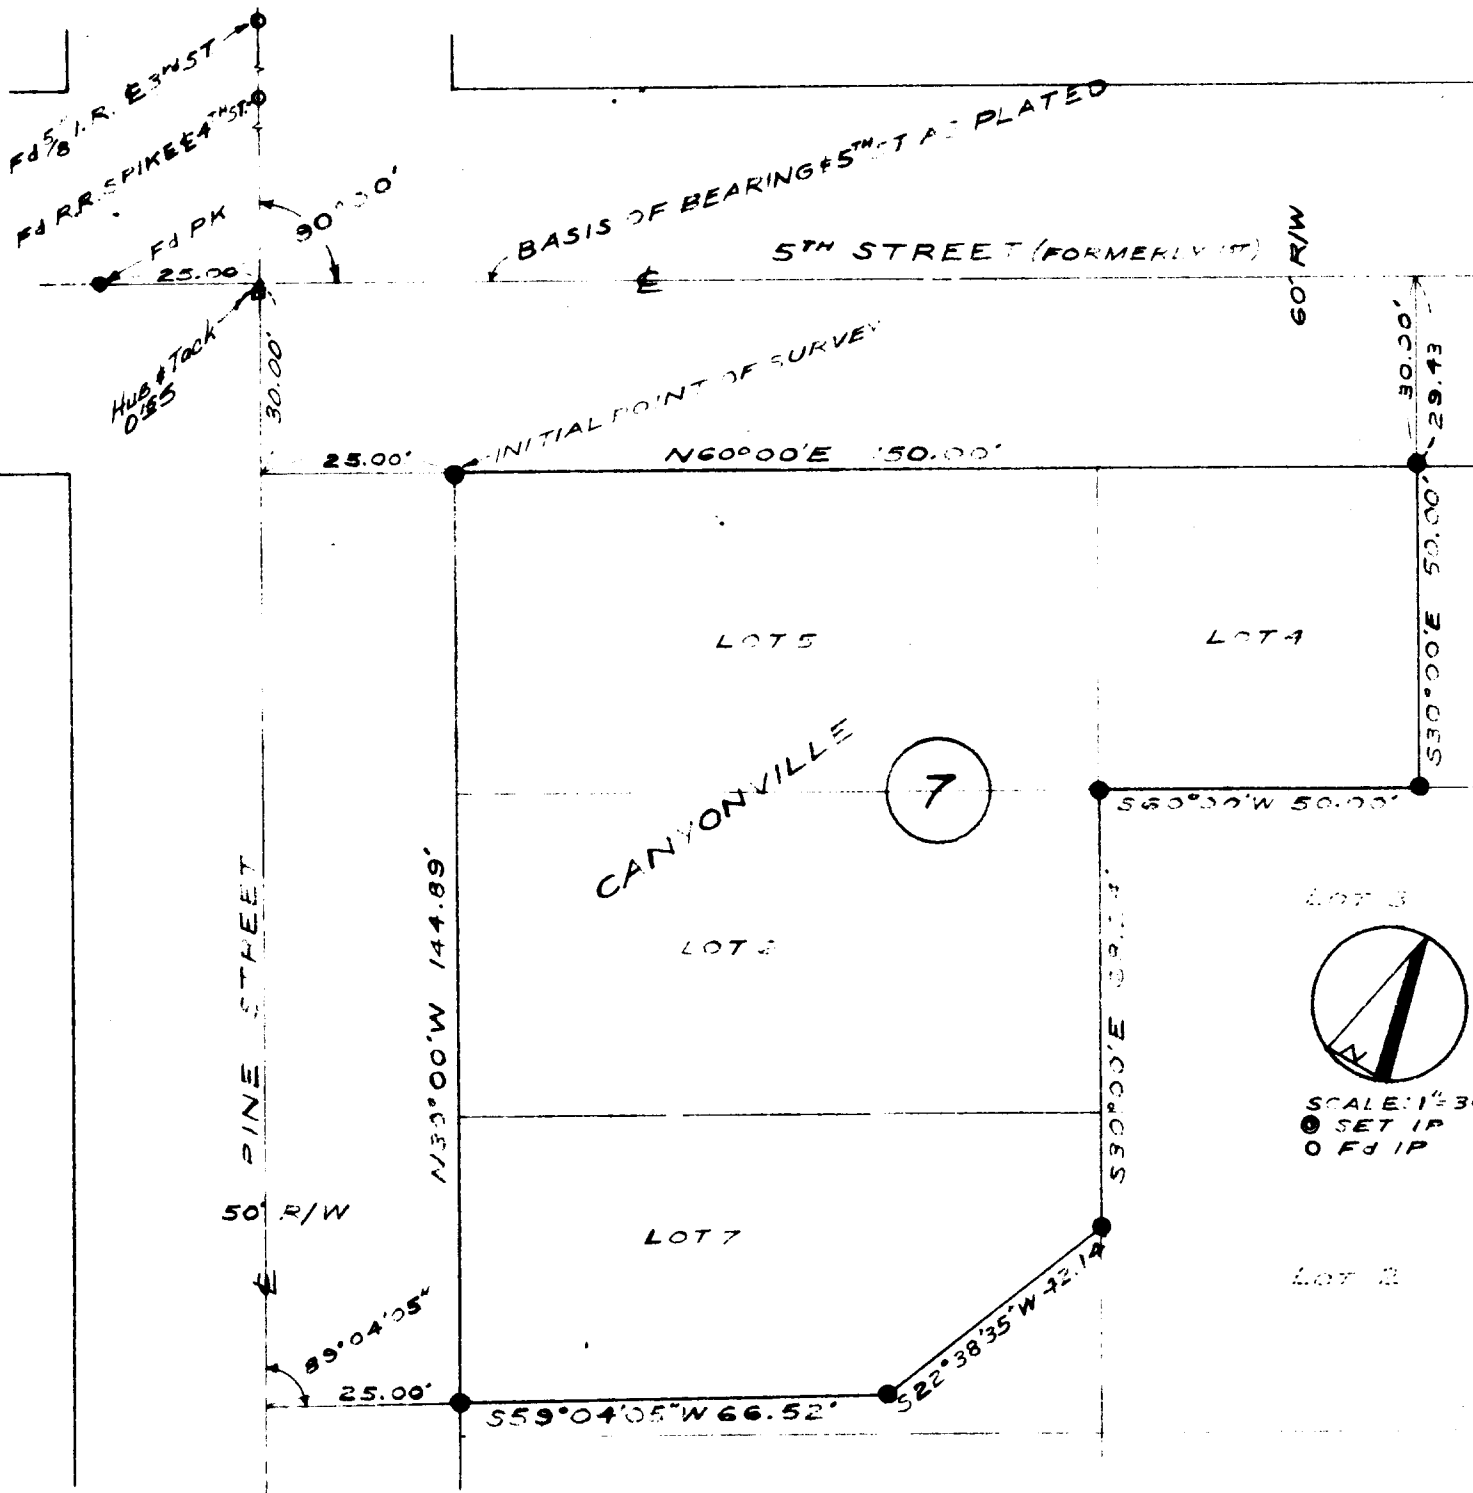 Fd 5/8 I.R. ℄ 3RD ST
Fd R.R. SPIKE ℄ 4TH ST.
Fd PK
25.00'
90°00'
BASIS OF BEARING ℄ 5TH ST AS PLATED
5TH STREET (FORMERLY 1ST)
60' R/W
℄
Hub & Tack
30.00'
30.00'
29.43
INITIAL POINT OF SURVEY
25.00'
N60°00'E 150.00'
S30°00'E 50.00'
LOT 5
LOT 4
CANYONVILLE
7
S60°00'W 50.00'
N30°00'W 144.89'
LOT 3
S30°00'E
PINE STREET
SCALE: 1"=3
SET IP
Fd IP
N
50' R/W
LOT 7
LOT 2
℄
89°04'05"
25.00'
S59°04'05"W 66.52'
S22°38'35"W 42.14